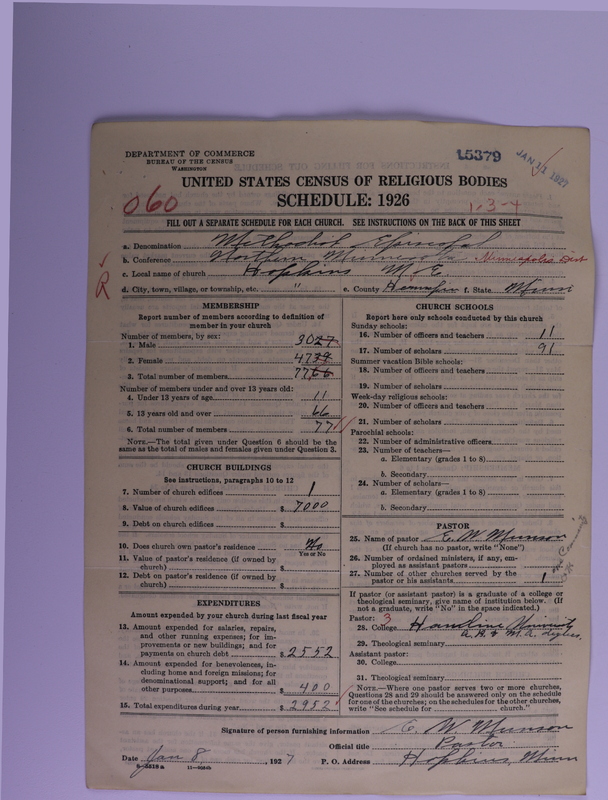 DEPARTMENT OF COMMERCE
BUREAU OF THE CENSUS
WASHINGTON
15379
JAN 11 1927
UNITED STATES CENSUS OF RELIGIOUS BODIES
SCHEDULE: 1926
060
1-3-4
FILL OUT A SEPARATE SCHEDULE FOR EACH CHURCH. SEE INSTRUCTIONS ON THE BACK OF THIS SHEET
a. Denomination Methodist Episcopal
b. Conference Northern Minnesota Minneapolis Dist
c. Local name of church Hopkins M. E.
R
d. City, town, village, or township, etc. " e. County Hennepin f. State Minn
MEMBERSHIP
Report number of members according to definition of
member in your church
Number of members, by sex:
1. Male 30
2. Female 47
3. Total number of members 77
Number of members under and over 13 years old:
4. Under 13 years of age 11
5. 13 years old and over 66
6. Total number of members 77
NOTE.—The total given under Question 6 should be the
same as the total of males and females given under Question 3.
CHURCH BUILDINGS
See instructions, paragraphs 10 to 12
7. Number of church edifices 1
8. Value of church edifices $ 7000
9. Debt on church edifices $
10. Does church own pastor's residence No
Yes or No
11. Value of pastor's residence (if owned by
church) $
12. Debt on pastor's residence (if owned by
church) $
EXPENDITURES
Amount expended by your church during last fiscal year
13. Amount expended for salaries, repairs,
and other running expenses; for im-
provements or new buildings; and for
payments on church debt $ 2552
14. Amount expended for benevolences, in-
cluding home and foreign missions; for
denominational support; and for all
other purposes $ 400
15. Total expenditures during year $ 2952
CHURCH SCHOOLS
Report here only schools conducted by this church
Sunday schools:
16. Number of officers and teachers 11
17. Number of scholars 91
Summer vacation Bible schools:
18. Number of officers and teachers
19. Number of scholars
Week-day religious schools:
20. Number of officers and teachers
21. Number of scholars
Parochial schools:
22. Number of administrative officers
23. Number of teachers—
a. Elementary (grades 1 to 8)
b. Secondary
24. Number of scholars—
a. Elementary (grades 1 to 8)
b. Secondary
PASTOR
25. Name of pastor E. W. Munson
(If church has no pastor, write "None")
26. Number of ordained ministers, if any, em-
ployed as assistant pastors
27. Number of other churches served by the
pastor or his assistants 1
If pastor (or assistant pastor) is a graduate of a college or
theological seminary, give name of institution below. (If
not a graduate, write "No" in the space indicated.)
Pastor: 3
28. College Hamline University
29. Theological seminary
Assistant pastor:
30. College
31. Theological seminary
NOTE.—Where one pastor serves two or more churches,
Questions 28 and 29 should be answered only on the schedule
for one of the churches; on the schedules for the other churches,
write "See schedule for church."
Signature of person furnishing information E. W. Munson
Official title Pastor
Date Jan 8, 1927 P. O. Address Hopkins, Minn